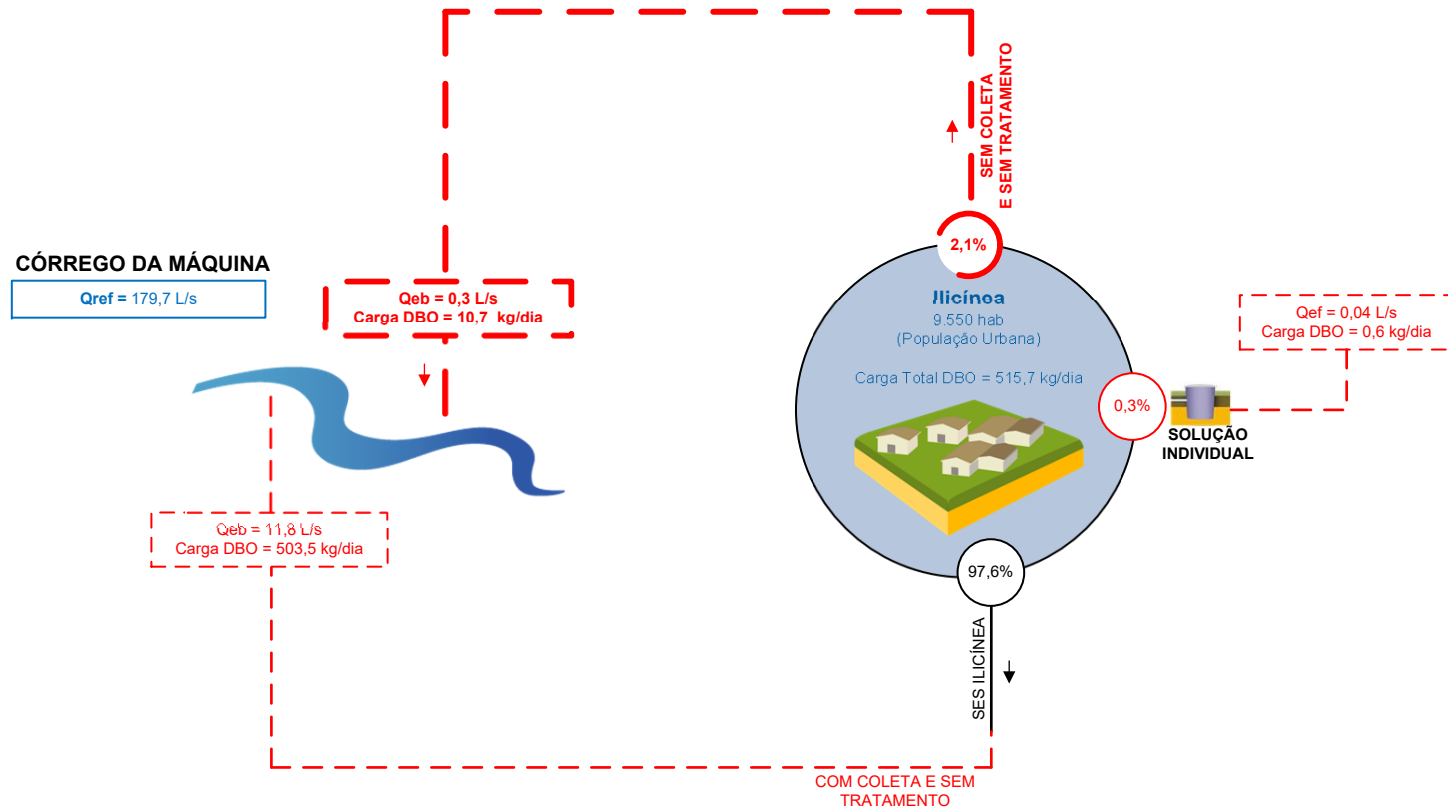 SEM COLETA
E SEM TRATAMENTO
2,1%
CÓRREGO DA MÁQUINA
Qref = 179,7 L/s
Qeb = 0,3 L/s
Carga DBO = 10,7 kg/dia
Ilicínea
9.550 hab
(População Urbana)
Carga Total DBO = 515,7 kg/dia
Qef = 0,04 L/s
Carga DBO = 0,6 kg/dia
0,3%
SOLUÇÃO
INDIVIDUAL
Qeb = 11,8 L/s
Carga DBO = 503,5 kg/dia
97,6%
SES ILICÍNEA
COM COLETA E SEM
TRATAMENTO